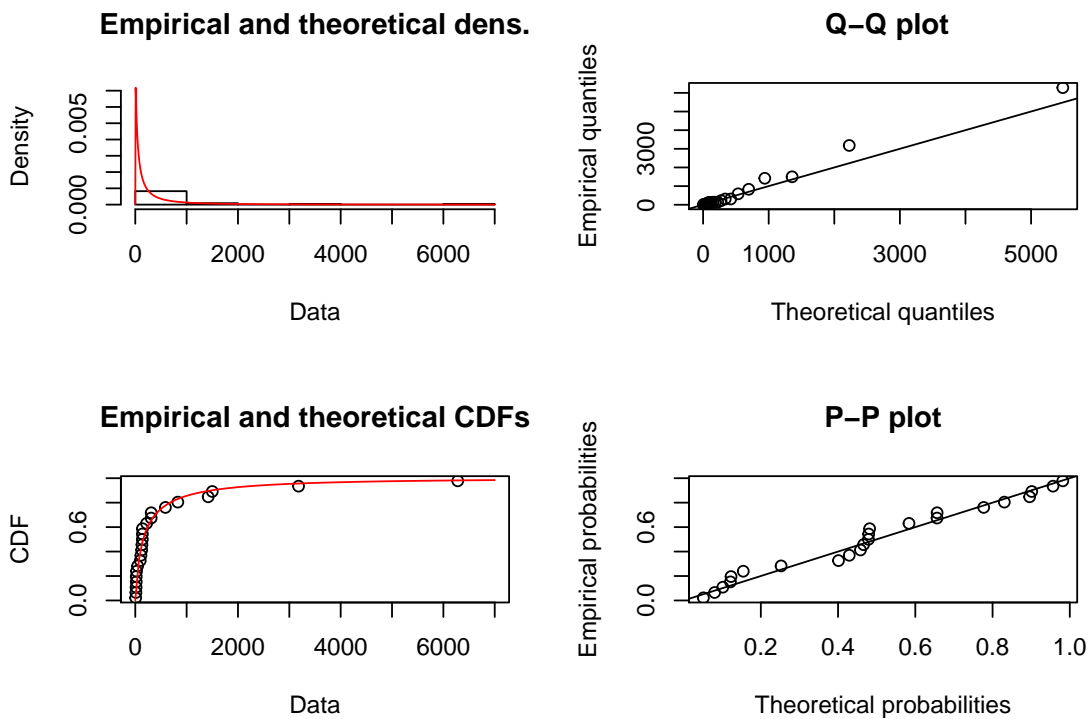 Empirical and theoretical dens.
Density
0.000 0.005
0 2000 4000 6000
Data
Q−Q plot
Empirical quantiles
0 3000
0 1000 3000 5000
Theoretical quantiles
Empirical and theoretical CDFs
CDF
0.0 0.6
0 2000 4000 6000
Data
P−P plot
Empirical probabilities
0.0 0.6
0.2 0.4 0.6 0.8 1.0
Theoretical probabilities